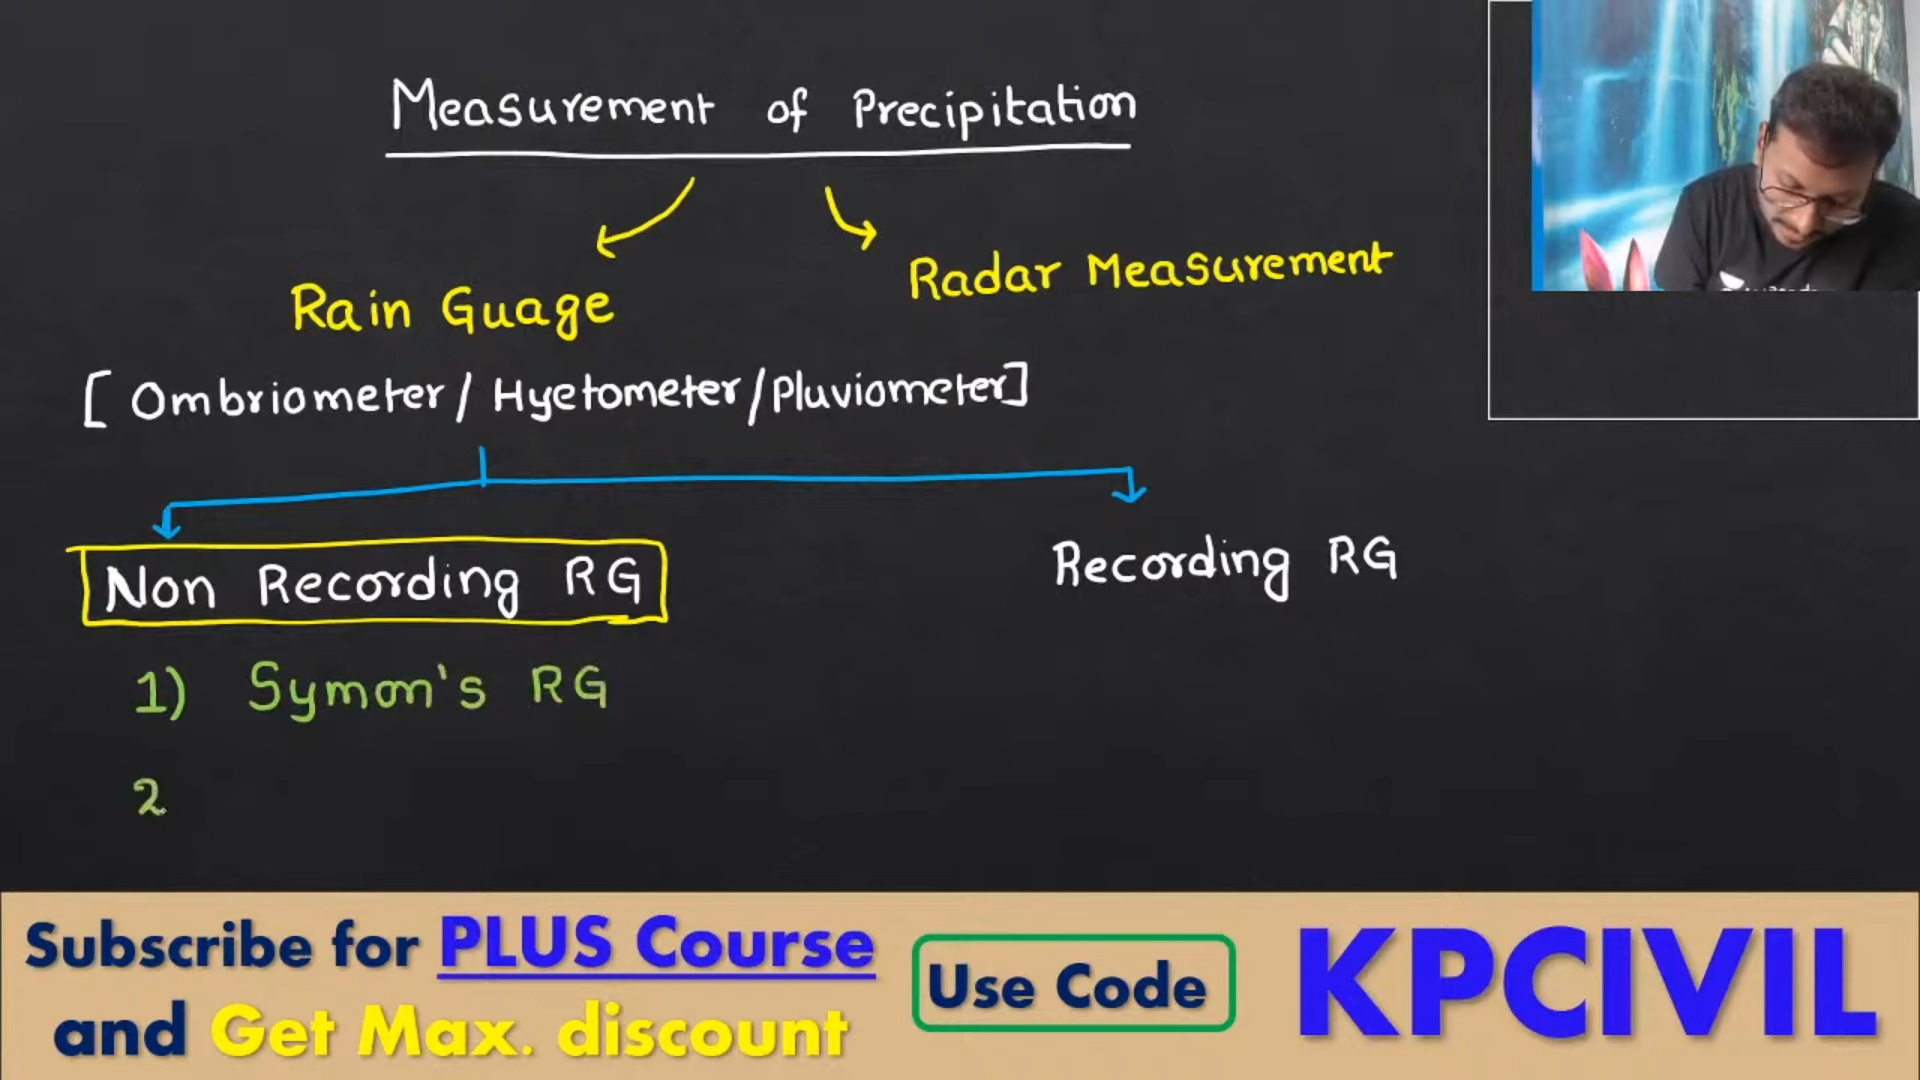 Measurement of Precipitation
Rain Guage
Radar Measurement
[ Ombriometer / Hyetometer / Pluviometer]
Non Recording RG
Recording RG
1) Symon's RG
2
Subscribe for PLUS Course
and Get Max. discount
Use Code
KPCIVIL